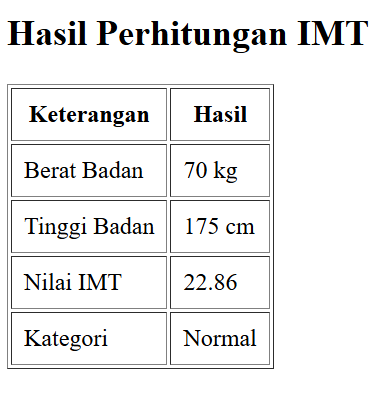 Hasil Perhitungan IMT
Keterangan Hasil
Berat Badan 70 kg
Tinggi Badan 175 cm
Nilai IMT 22.86
Kategori Normal